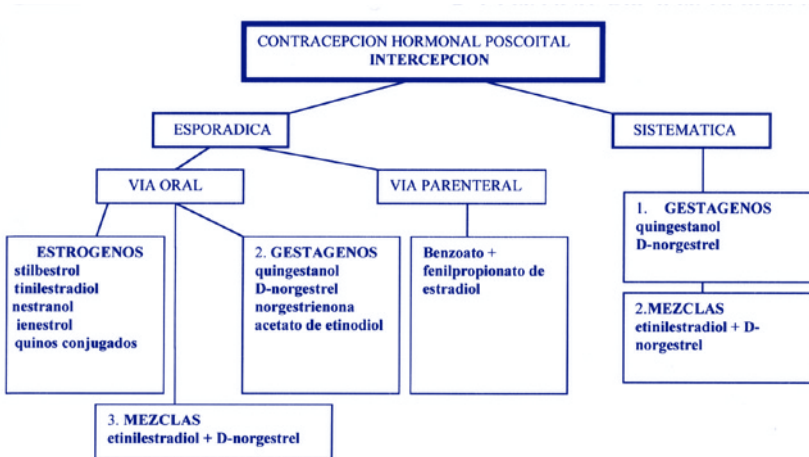 CONTRACEPCION HORMONAL POSCOITAL
INTERCEPCION
ESPORADICA
SISTEMATICA
VIA ORAL
VIA PARENTERAL
ESTROGENOS
stilbestrol
tinilestradiol
nestranol
ienestrol
quinos conjugados
2. GESTAGENOS
quingestanol
D-norgestrel
norgestrienona
acetato de etinodiol
Benzoato +
fenilpropionato de
estradiol
1. GESTAGENOS
quingestanol
D-norgestrel
2.MEZCLAS
etinilestradiol + D-
norgestrel
3. MEZCLAS
etinilestradiol + D-norgestrel